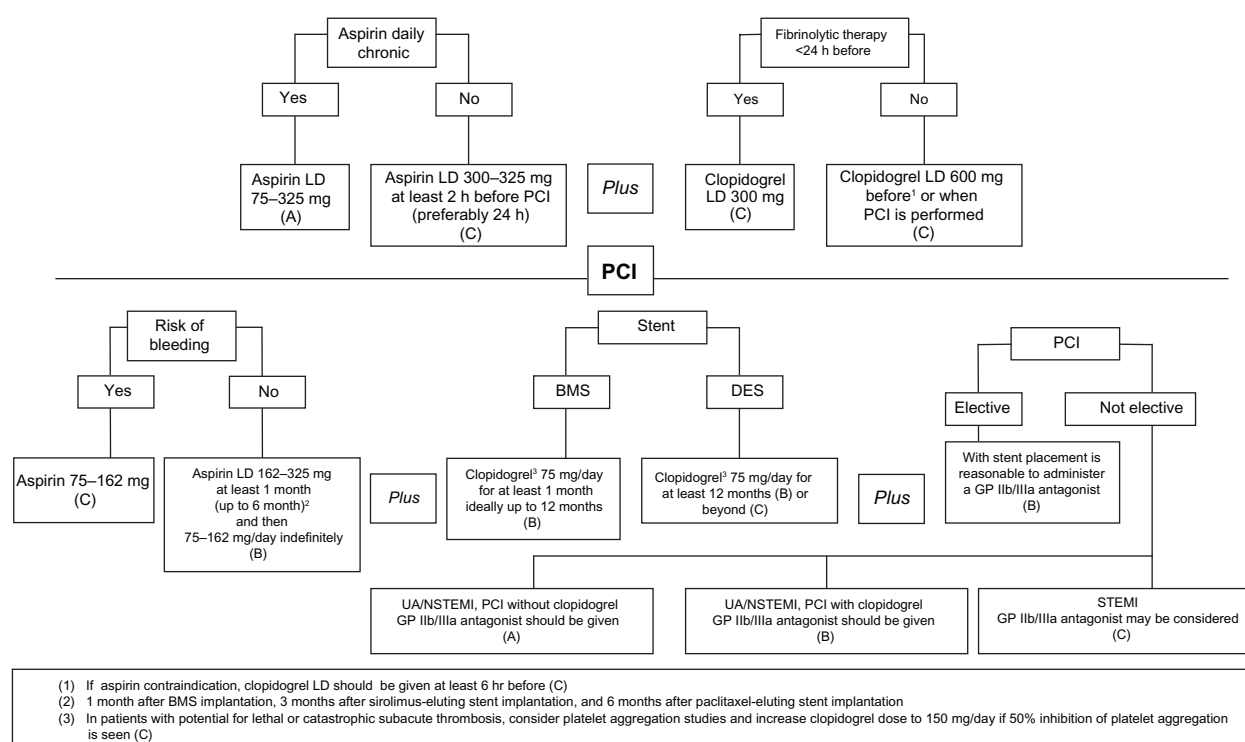 Aspirin daily
chronic
Fibrinolytic therapy
<24 h before
Yes
No
Yes
No
Aspirin LD
75–325 mg
(A)
Aspirin LD 300–325 mg
at least 2 h before PCI
(preferably 24 h)
(C)
Plus
Clopidogrel
LD 300 mg
(C)
Clopidogrel LD 600 mg
before¹ or when
PCI is performed
(C)
PCI
Risk of
bleeding
Stent
PCI
Yes
No
BMS
DES
Elective
Not elective
Aspirin 75–162 mg
(C)
Aspirin LD 162–325 mg
at least 1 month
(up to 6 month)²
and then
75–162 mg/day indefinitely
(B)
Plus
Clopidogrel³ 75 mg/day
for at least 1 month
ideally up to 12 months
(B)
Clopidogrel³ 75 mg/day for
at least 12 months (B) or
beyond (C)
Plus
With stent placement is
reasonable to administer
a GP IIb/IIIa antagonist
(B)
UA/NSTEMI, PCI without clopidogrel
GP IIb/IIIa antagonist should be given
(A)
UA/NSTEMI, PCI with clopidogrel
GP IIb/IIIa antagonist should be given
(B)
STEMI
GP IIb/IIIa antagonist may be considered
(C)
(1) If aspirin contraindication, clopidogrel LD should be given at least 6 hr before (C)
(2) 1 month after BMS implantation, 3 months after sirolimus-eluting stent implantation, and 6 months after paclitaxel-eluting stent implantation
(3) In patients with potential for lethal or catastrophic subacute thrombosis, consider platelet aggregation studies and increase clopidogrel dose to 150 mg/day if 50% inhibition of platelet aggregation
is seen (C)